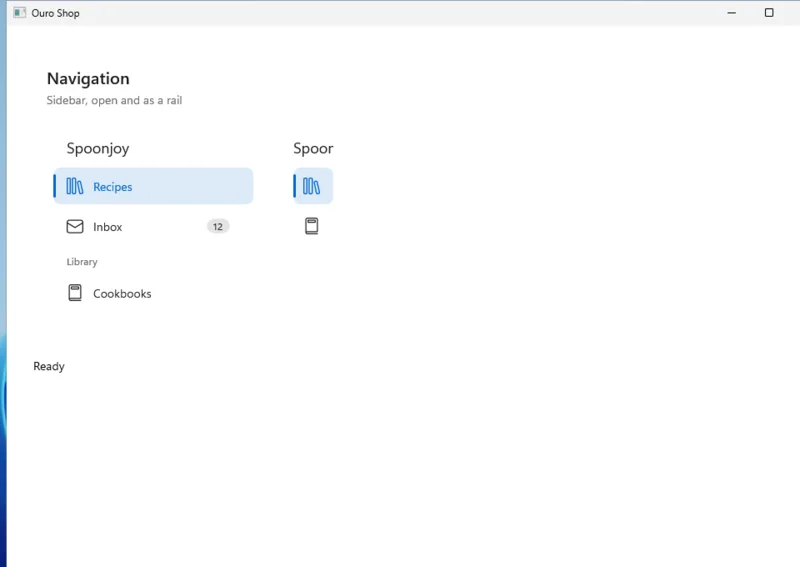 Ouro Shop
Navigation
Sidebar, open and as a rail
Spoonjoy
Recipes
Inbox 12
Library
Cookbooks
Spoor
Ready